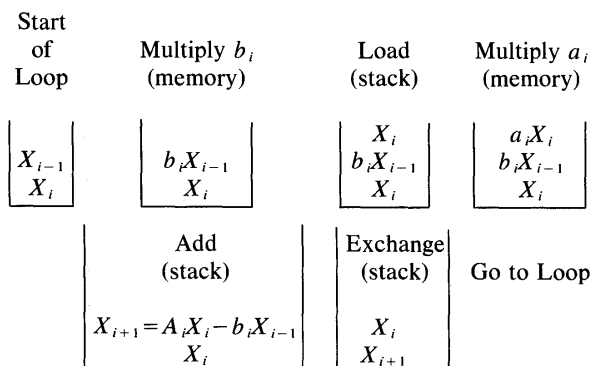 Start
of
Loop
Multiply b_i
(memory)
Load
(stack)
Multiply a_i
(memory)
X_{i-1}
X_i
b_iX_{i-1}
X_i
X_i
b_iX_{i-1}
X_i
a_iX_i
b_iX_{i-1}
X_i
Add
(stack)
X_{i+1}=A_iX_i-b_iX_{i-1}
X_i
Exchange
(stack)
X_i
X_{i+1}
Go to Loop